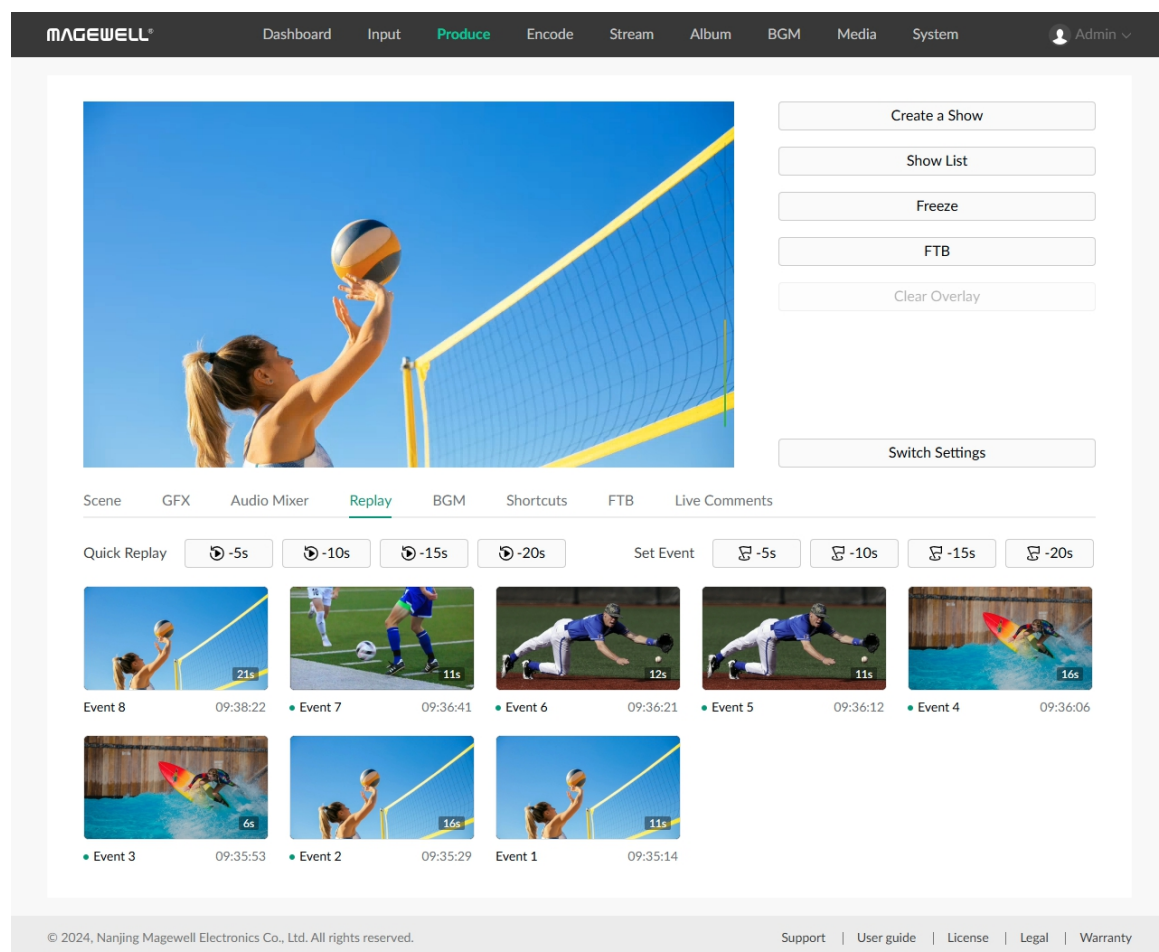 MAGEWELL® Dashboard Input Produce Encode Stream Album BGM Media System Admin
Create a Show
Show List
Freeze
FTB
Clear Overlay
Switch Settings
Scene GFX Audio Mixer Replay BGM Shortcuts FTB Live Comments
Quick Replay -5s -10s -15s -20s Set Event -5s -10s -15s -20s
21s 11s 12s 11s 16s
Event 8 09:38:22 Event 7 09:36:41 Event 6 09:36:21 Event 5 09:36:12 Event 4 09:36:06
6s 16s 11s
Event 3 09:35:53 Event 2 09:35:29 Event 1 09:35:14
© 2024, Nanjing Magewell Electronics Co., Ltd. All rights reserved. Support | User guide | License | Legal | Warranty